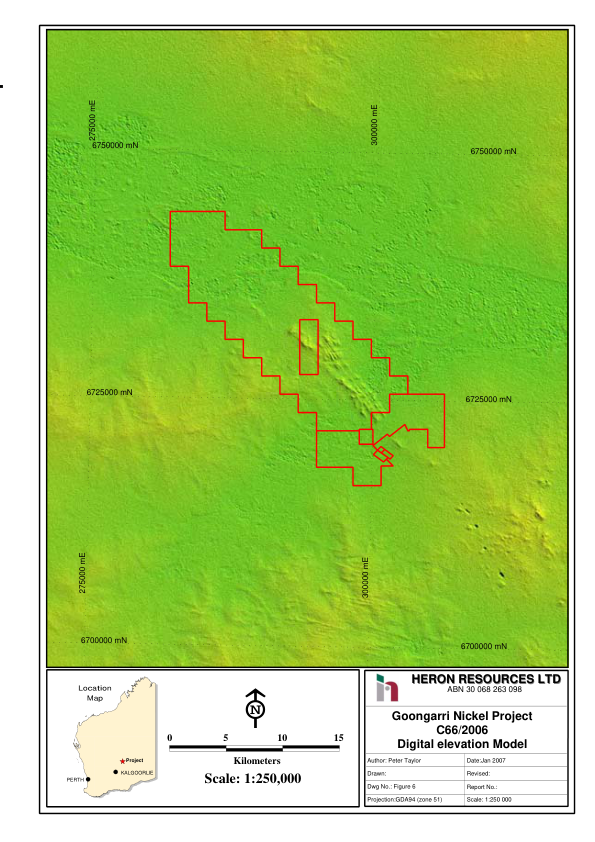 275000 mE
300000 mE
6750000 mN
6750000 mN
6725000 mN
6725000 mN
275000 mE
300000 mE
6700000 mN
6700000 mN
Location
Map
Project
KALGOORLIE
PERTH
N
0 5 10 15
Kilometers
Scale: 1:250,000
HERON RESOURCES LTD
ABN 30 068 263 098
Goongarri Nickel Project
C66/2006
Digital elevation Model
Author: Peter Taylor
Date:Jan 2007
Drawn:
Revised:
Dwg No.: Figure 6
Report No.:
Projection:GDA94 (zone 51)
Scale: 1:250 000